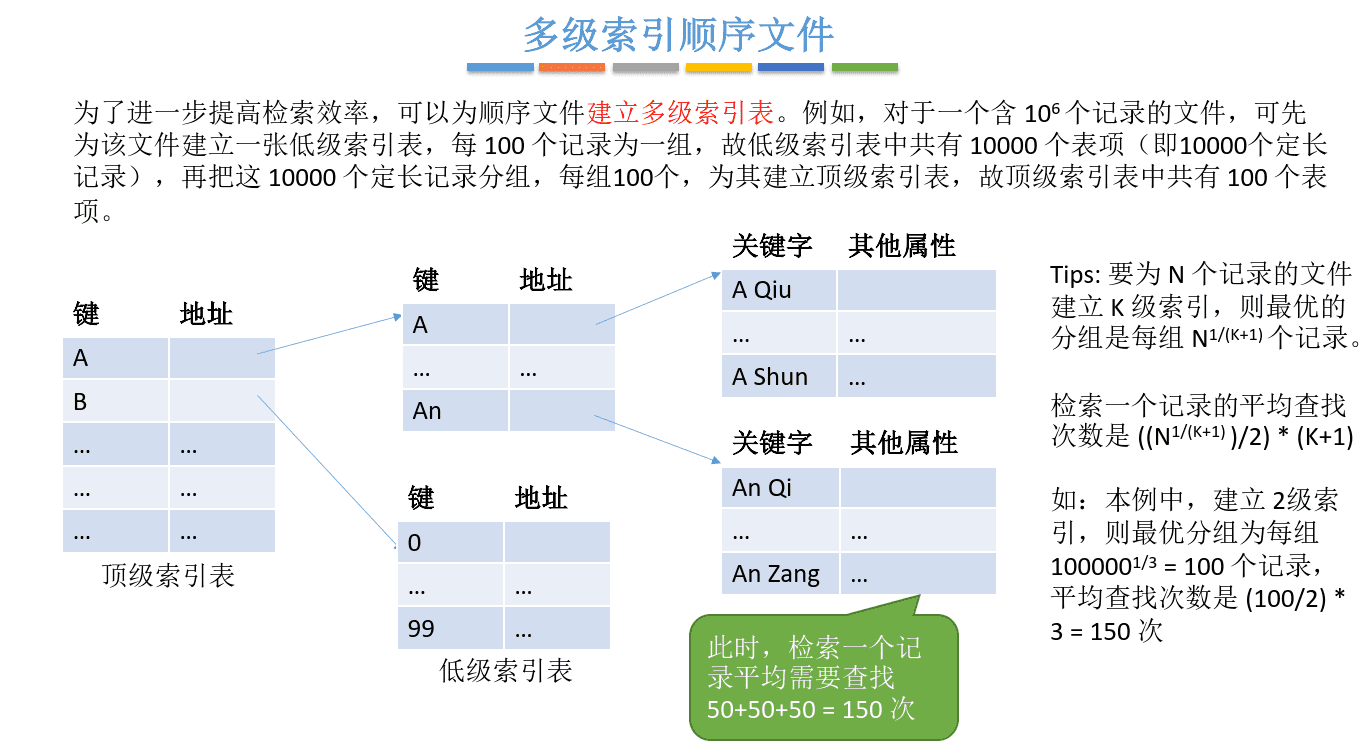 多级索引顺序文件
为了进一步提高检索效率，可以为顺序文件建立多级索引表。例如，对于一个含 10⁶ 个记录的文件，可先
为该文件建立一张低级索引表，每 100 个记录为一组，故低级索引表中共有 10000 个表项（即10000个定长
记录），再把这 10000 个定长记录分组，每组100个，为其建立顶级索引表，故顶级索引表中共有 100 个表
项。
键 地址
A
B
... ...
... ...
... ...
顶级索引表
键 地址
A
... ...
An
键 地址
0
... ...
99 ...
低级索引表
关键字 其他属性
A Qiu
... ...
A Shun ...
关键字 其他属性
An Qi
... ...
An Zang ...
此时，检索一个记
录平均需要查找
50+50+50 = 150 次
Tips: 要为 N 个记录的文件
建立 K 级索引，则最优的
分组是每组 N¹/⁽ᴷ⁺¹⁾ 个记录。
检索一个记录的平均查找
次数是 ((N¹/⁽ᴷ⁺¹⁾ )/2) * (K+1)
如：本例中，建立 2级索
引，则最优分组为每组
100000¹/³ = 100 个记录，
平均查找次数是 (100/2) *
3 = 150 次